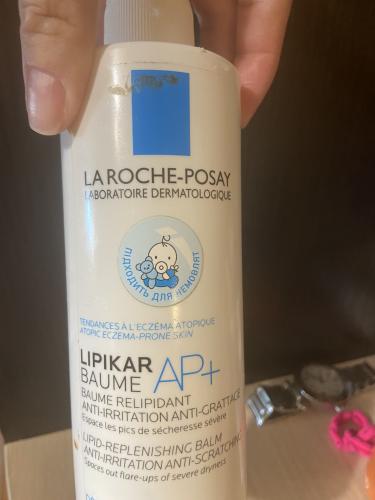 LA ROCHE-POSAY
LABORATOIRE DERMATOLOGIQUE
ПІДХОДИТЬ ДЛЯ НЕМОВЛЯТ
TENDANCES À L'ECZÉMA ATOPIQUE
ATOPIC ECZEMA-PRONE SKIN
LIPIKAR
BAUME AP+
BAUME RELIPIDANT
ANTI-IRRITATION ANTI-GRATTAGE
Espace les pics de sécheresse sévère
LIPID-REPLENISHING BALM
ANTI-IRRITATION ANTI-SCRATCHING
Spaces out flare-ups of severe dryness